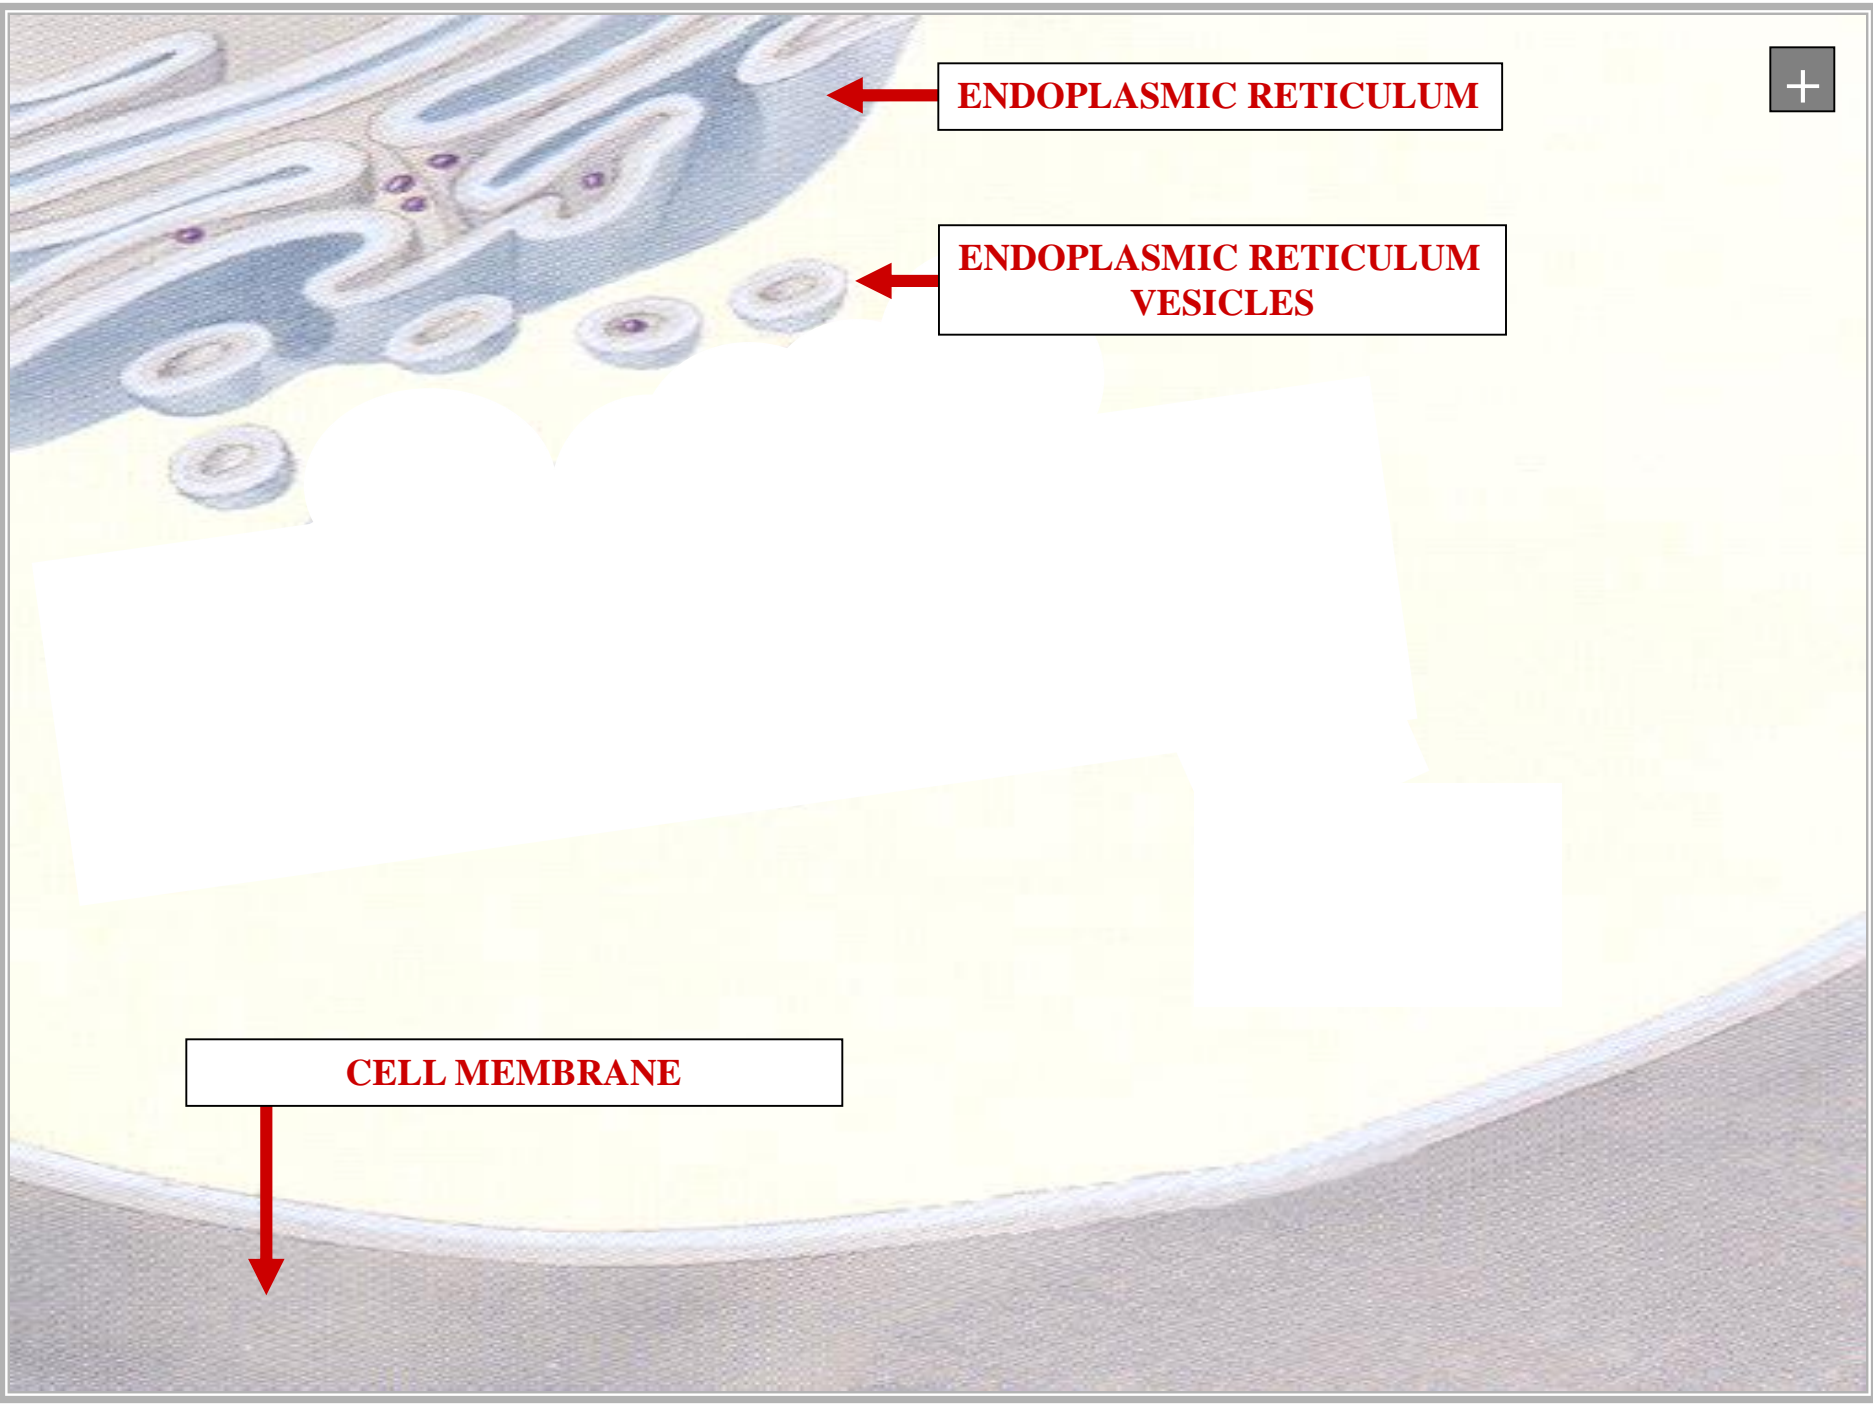 ENDOPLASMIC RETICULUM
+
ENDOPLASMIC RETICULUM
VESICLES
CELL MEMBRANE